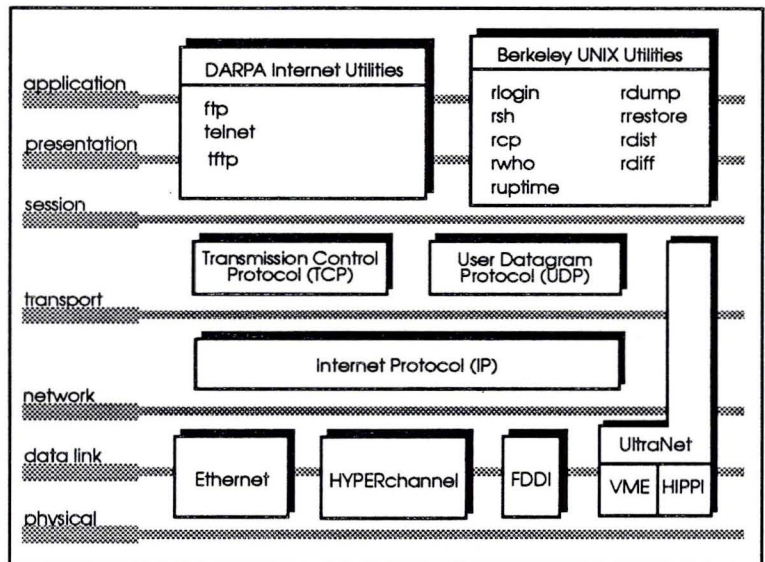 DARPA Internet Utilities
ftp
telnet
tftp
Berkeley UNIX Utilities
rlogin
rsh
rcp
rwho
ruptime
rdump
rrestore
rdist
rdiff
application
presentation
session
Transmission Control
Protocol (TCP)
User Datagram
Protocol (UDP)
transport
Internet Protocol (IP)
network
data link
Ethernet
HYPERchannel
FDDI
UltraNet
VME
HIPPI
physical